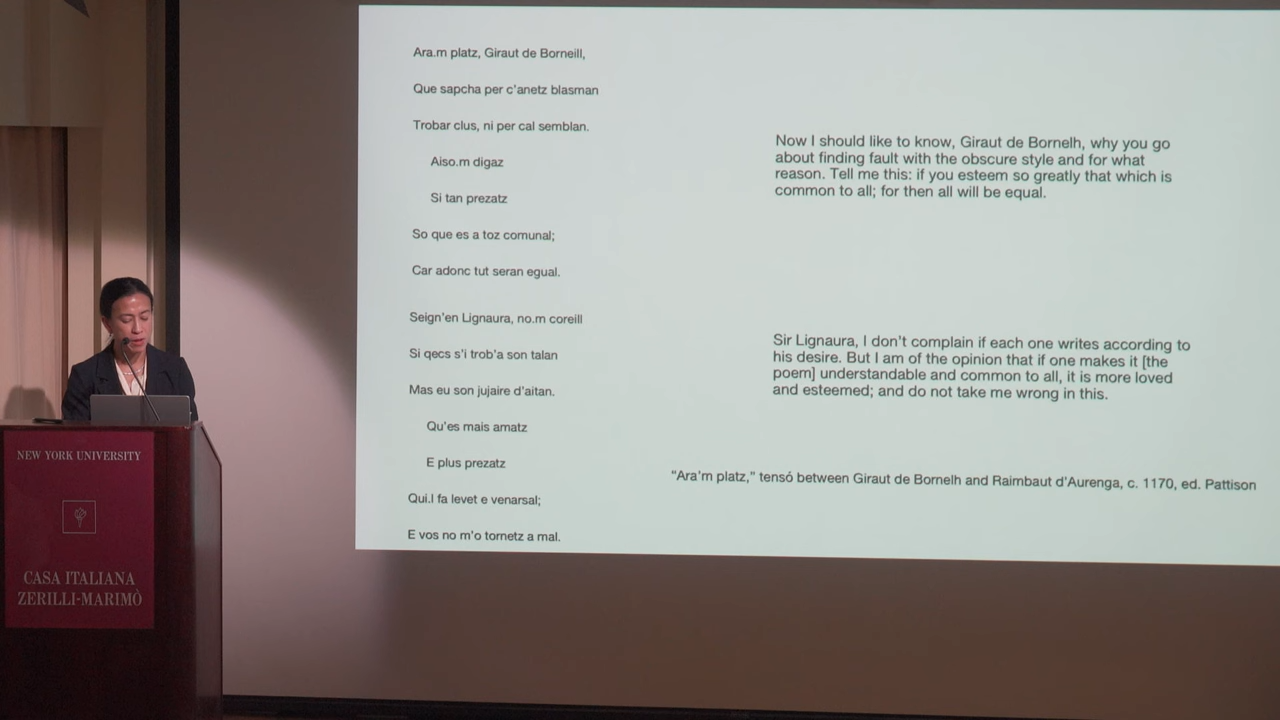 Ara.m platz, Giraut de Borneill,
Que sapcha per c'anetz blasman
Trobar clus, ni per cal semblan.
Aiso.m digaz
Si tan prezatz
So que es a toz comunal;
Car adonc tut seran egual.
Seign'en Lignaura, no.m coreill
Si qecs s'i trob'a son talan
Mas eu son jujaire d'aitan.
Qu'es mais amatz
E plus prezatz
Qui.l fa levet e venarsal;
E vos no m'o tornetz a mal.
Now I should like to know, Giraut de Bornelh, why you go
about finding fault with the obscure style and for what
reason. Tell me this: if you esteem so greatly that which is
common to all; for then all will be equal.
Sir Lignaura, I don't complain if each one writes according to
his desire. But I am of the opinion that if one makes it [the
poem] understandable and common to all, it is more loved
and esteemed; and do not take me wrong in this.
"Ara'm platz," tensó between Giraut de Bornelh and Raimbaut d'Aurenga, c. 1170, ed. Pattison
NEW YORK UNIVERSITY
CASA ITALIANA
ZERILLI-MARIMÒ